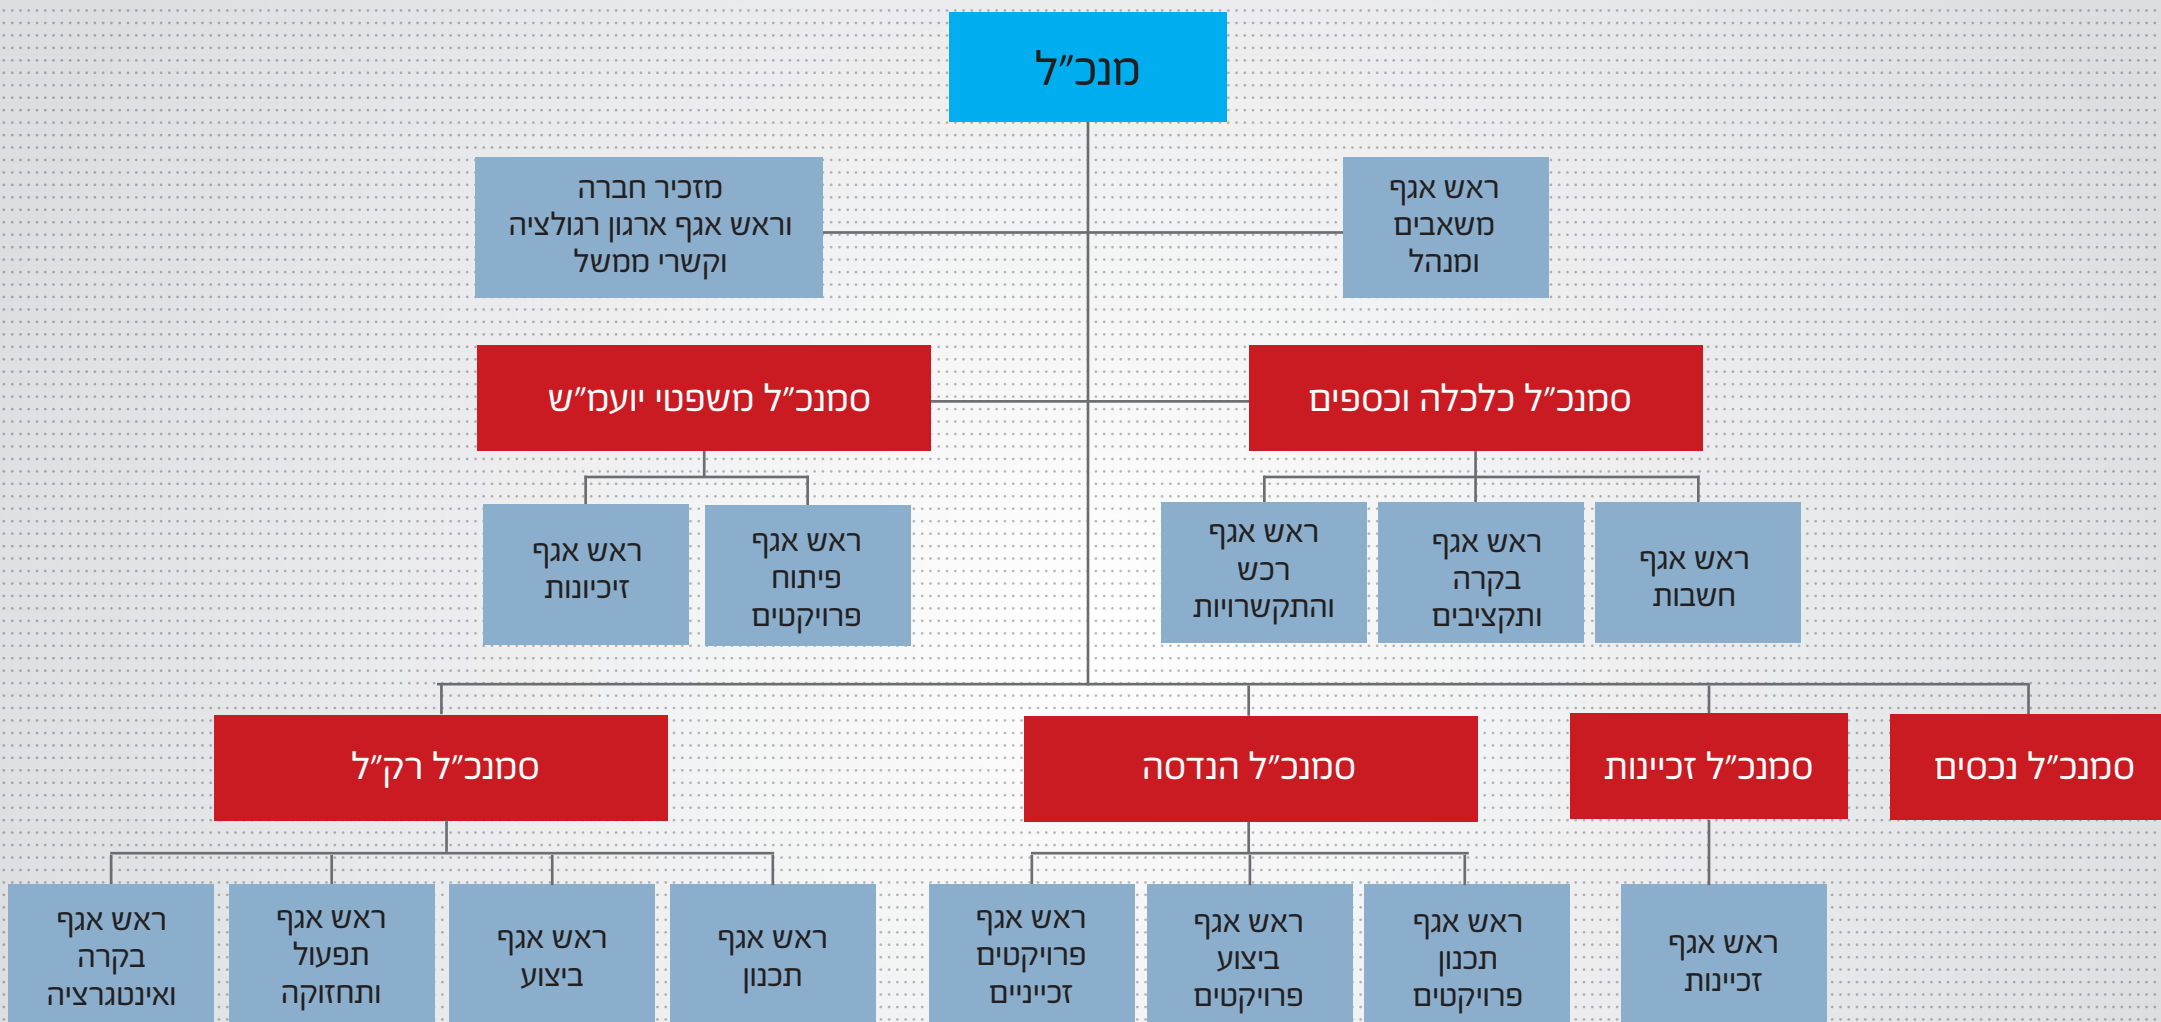 מנכ"ל
ראש אגף
משאבים
ומנהל
מזכיר חברה
וראש אגף ארגון רגולציה
וקשרי ממשל
סמנכ"ל כלכלה וכספים
סמנכ"ל משפטי יועמ"ש
ראש אגף
חשבות
ראש אגף
בקרה
ותקציבים
ראש אגף
רכש
והתקשרויות
ראש אגף
פיתוח
פרויקטים
ראש אגף
זיכיונות
סמנכ"ל נכסים
סמנכ"ל זכיינות
סמנכ"ל הנדסה
סמנכ"ל רק"ל
ראש אגף
זכיינות
ראש אגף
תכנון
פרויקטים
ראש אגף
ביצוע
פרויקטים
ראש אגף
פרויקטים
זכייניים
ראש אגף
תכנון
ראש אגף
ביצוע
ראש אגף
תפעול
ותחזוקה
ראש אגף
בקרה
ואינטגרציה